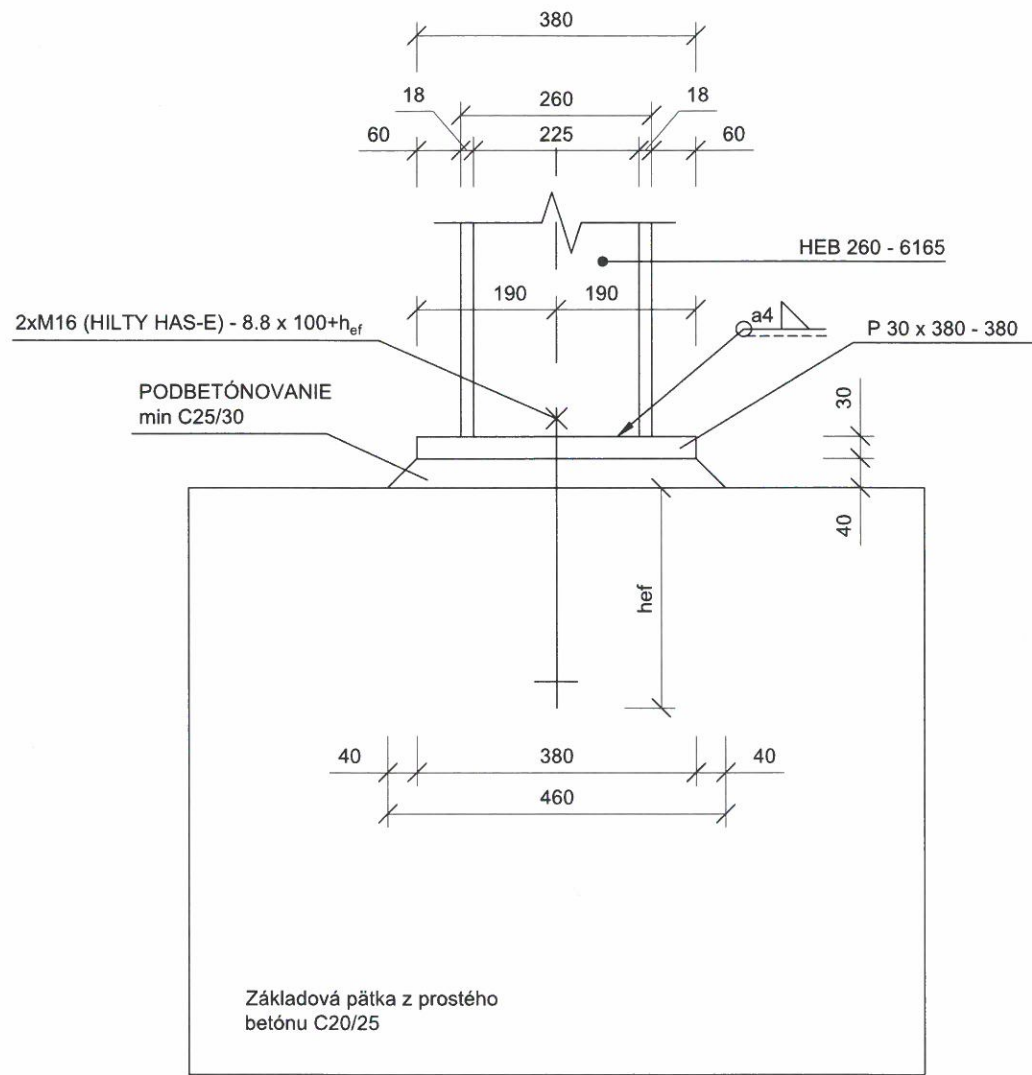 380
18
260
18
60
225
60
HEB 260 - 6165
190
190
2xM16 (HILTY HAS-E) - 8.8 x 100+hef
a4
P 30 x 380 - 380
PODBETÓNOVANIE
min C25/30
30
40
hef
40
380
40
460
Základová pätka z prostého
betónu C20/25